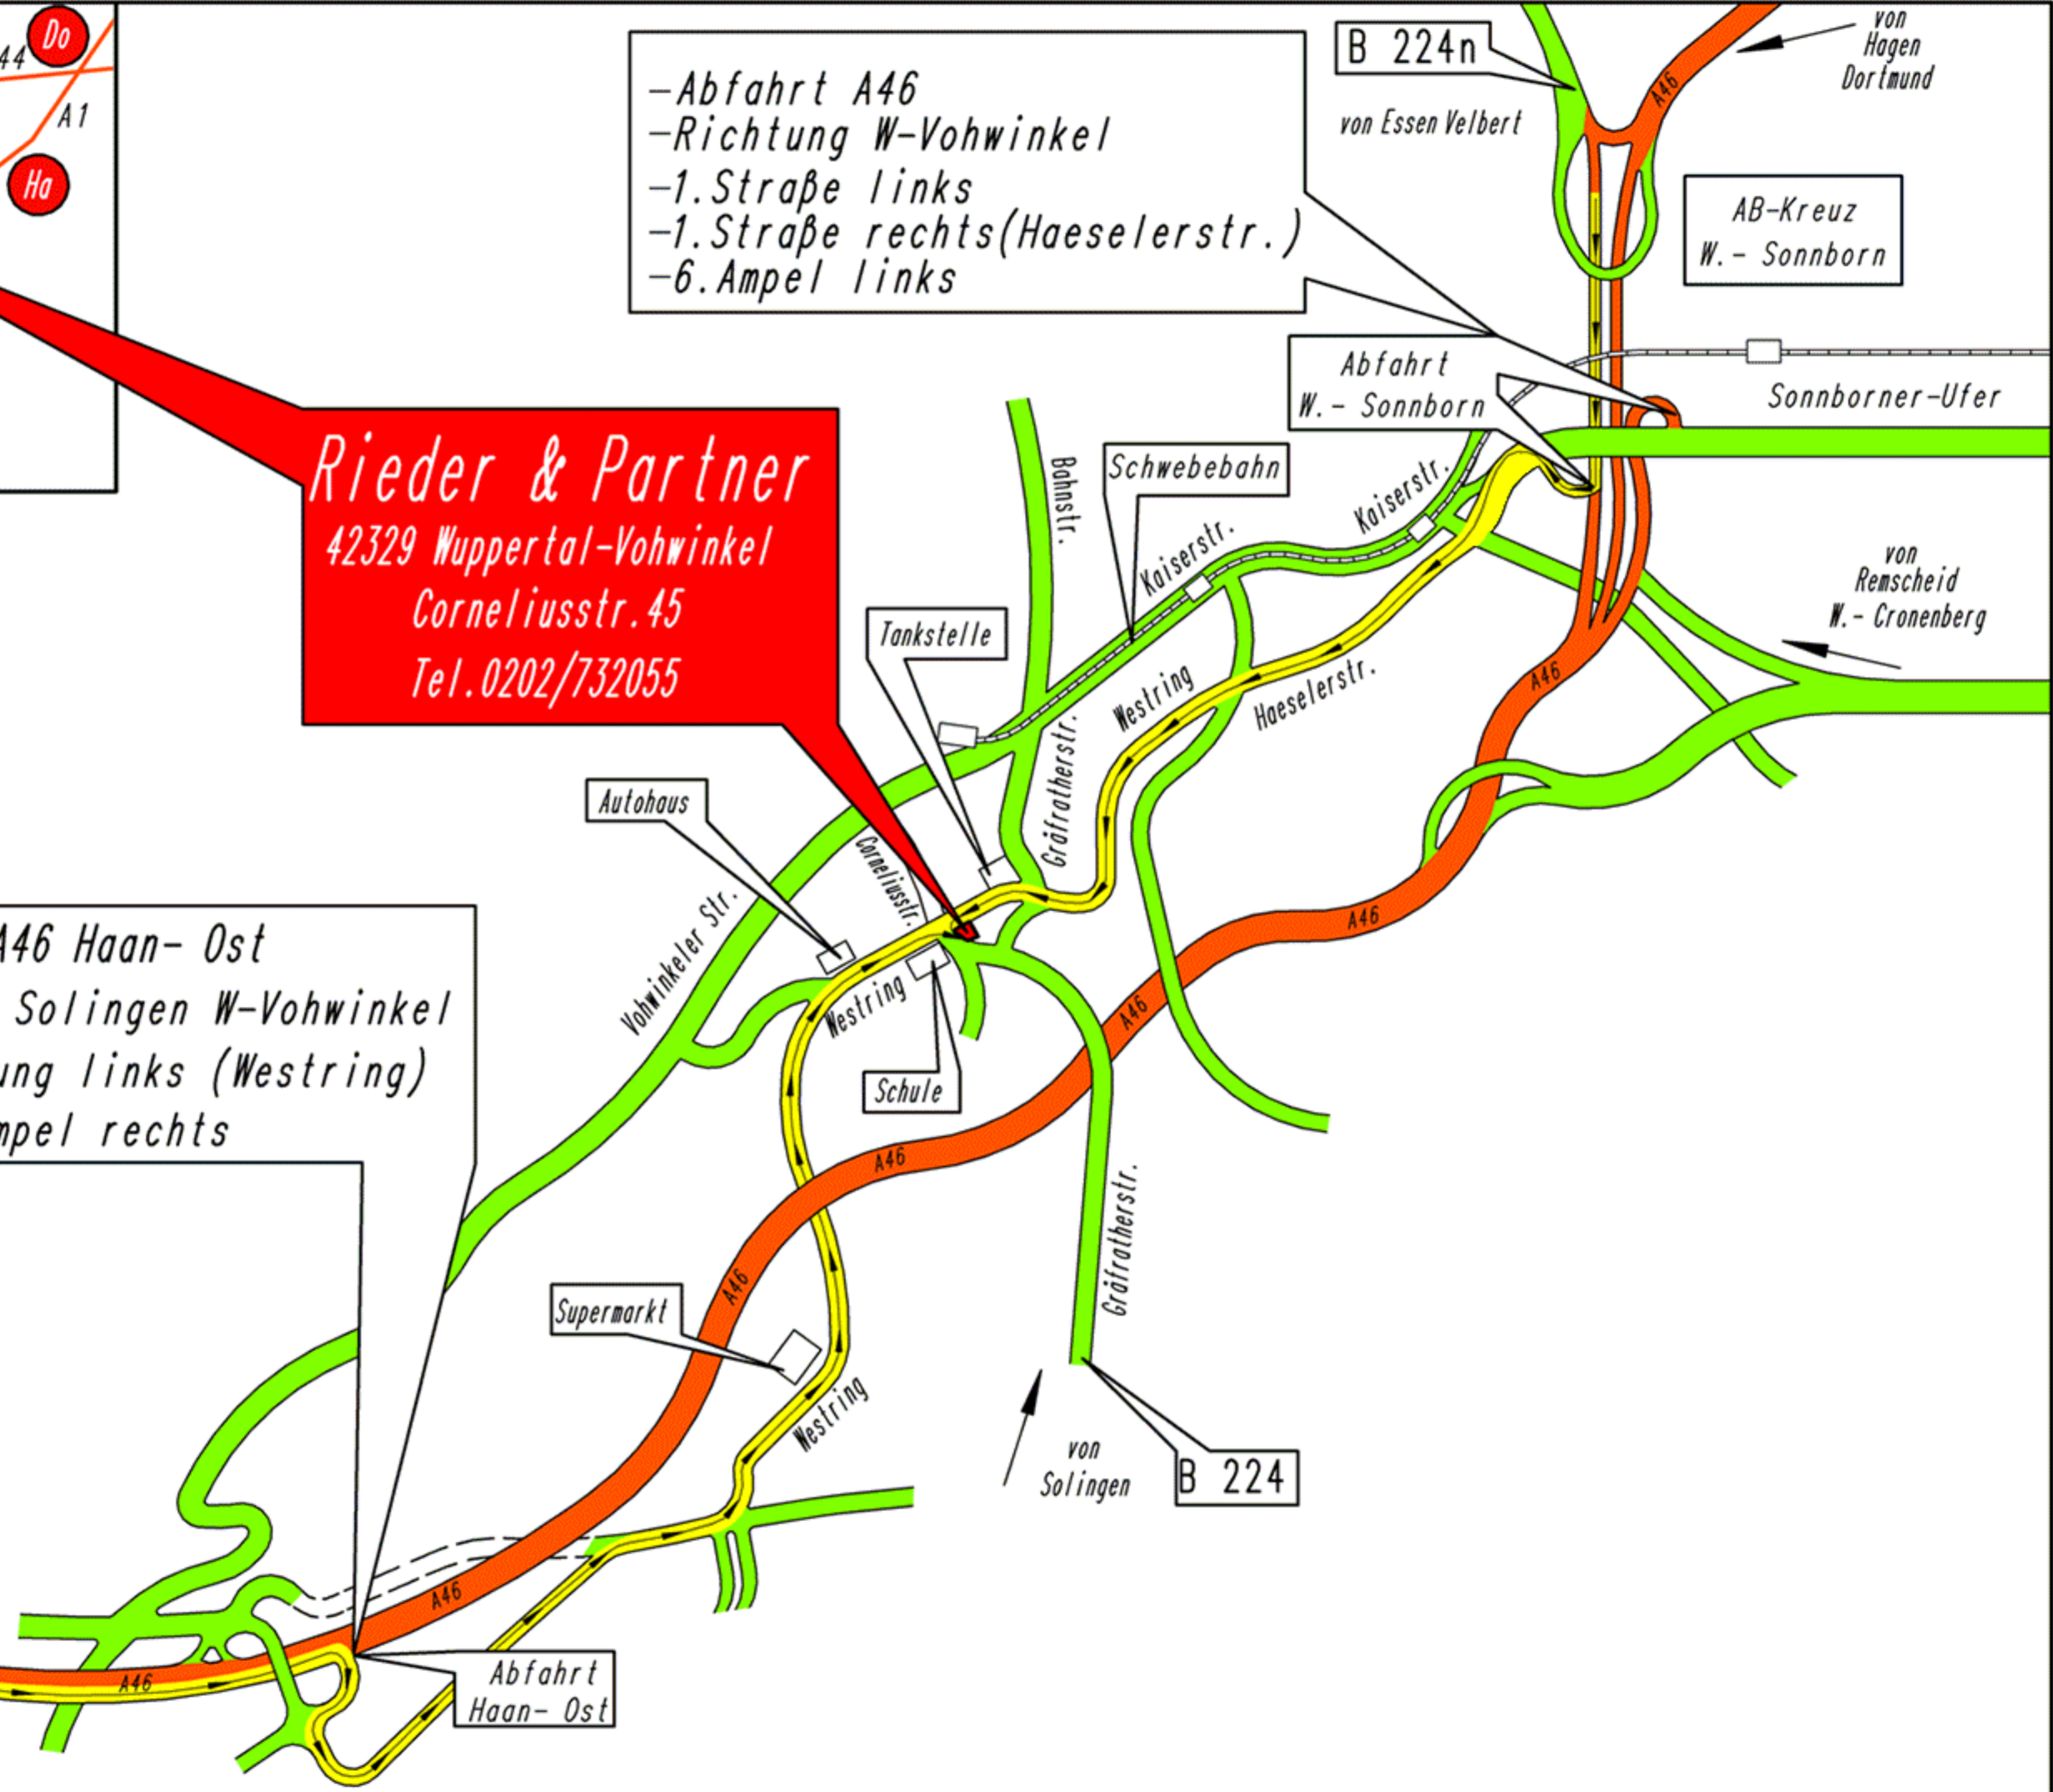 Do
44
A1
Ha
-Abfahrt A46
-Richtung W-Vohwinkel
-1.Straße links
-1.Straße rechts(Haeselerstr.)
-6.Ampel links
B 224n
von Essen Velbert
von
Hagen
Dortmund
A46
AB-Kreuz
W.- Sonnborn
Abfahrt
W.- Sonnborn
Sonnborner-Ufer
Rieder & Partner
42329 Wuppertal-Vohwinkel
Corneliusstr.45
Tel.0202/732055
Bahnstr.
Schwebebahn
Kaiserstr.
Kaiserstr.
von
Remscheid
W.- Cronenberg
Tankstelle
Westring
Haeselerstr.
A46
Gräfratherstr.
Autohaus
Corneliusstr.
Vohwinkeler Str.
A46
A46
Westring
Schule
A46 Haan- Ost
Solingen W-Vohwinkel
ung links (Westring)
mpel rechts
A46
Gräfratherstr.
A46
Supermarkt
Westring
von
Solingen
B 224
A46
A46
Abfahrt
Haan- Ost